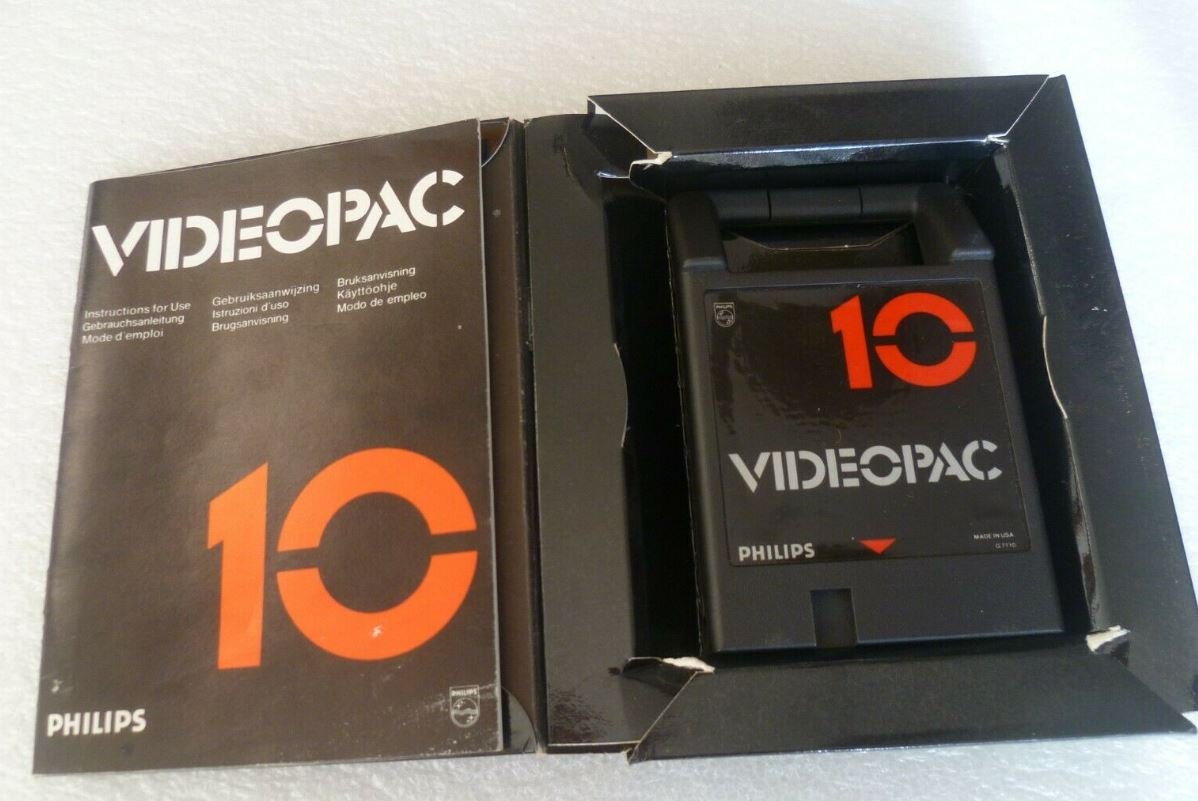 VIDEOPAC
Instructions for Use
Gebrauchsanleitung
Mode d'emploi
Gebruiksaanwijzing
Istruzioni d'uso
Brugsanvisning
Bruksanvisning
Käyttöohje
Modo de empleo
10
PHILIPS
PHILIPS
PHILIPS
10
VIDEOPAC
PHILIPS
MADE IN USA